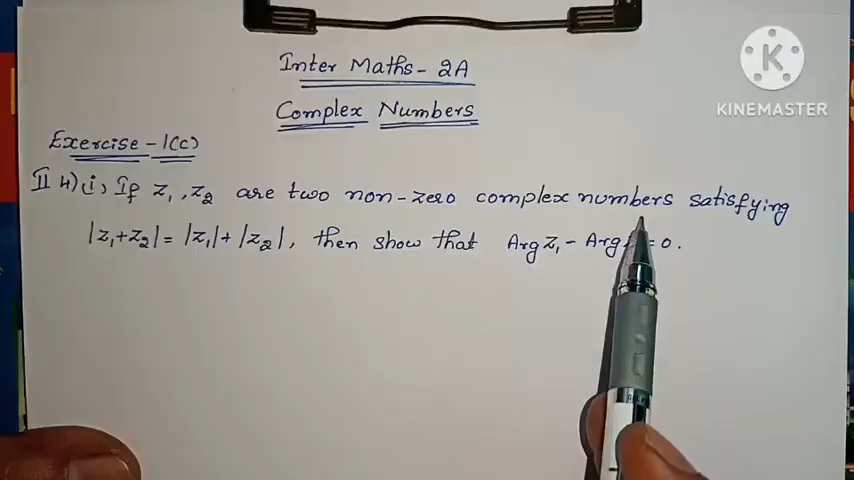 Inter Maths - 2A
Complex Numbers
Exercise - 1(c)
II 4) (i) If z₁, z₂ are two non-zero complex numbers satisfying
|z₁+z₂| = |z₁| + |z₂|, then show that Arg z₁ - Arg = 0.
K
KINEMASTER